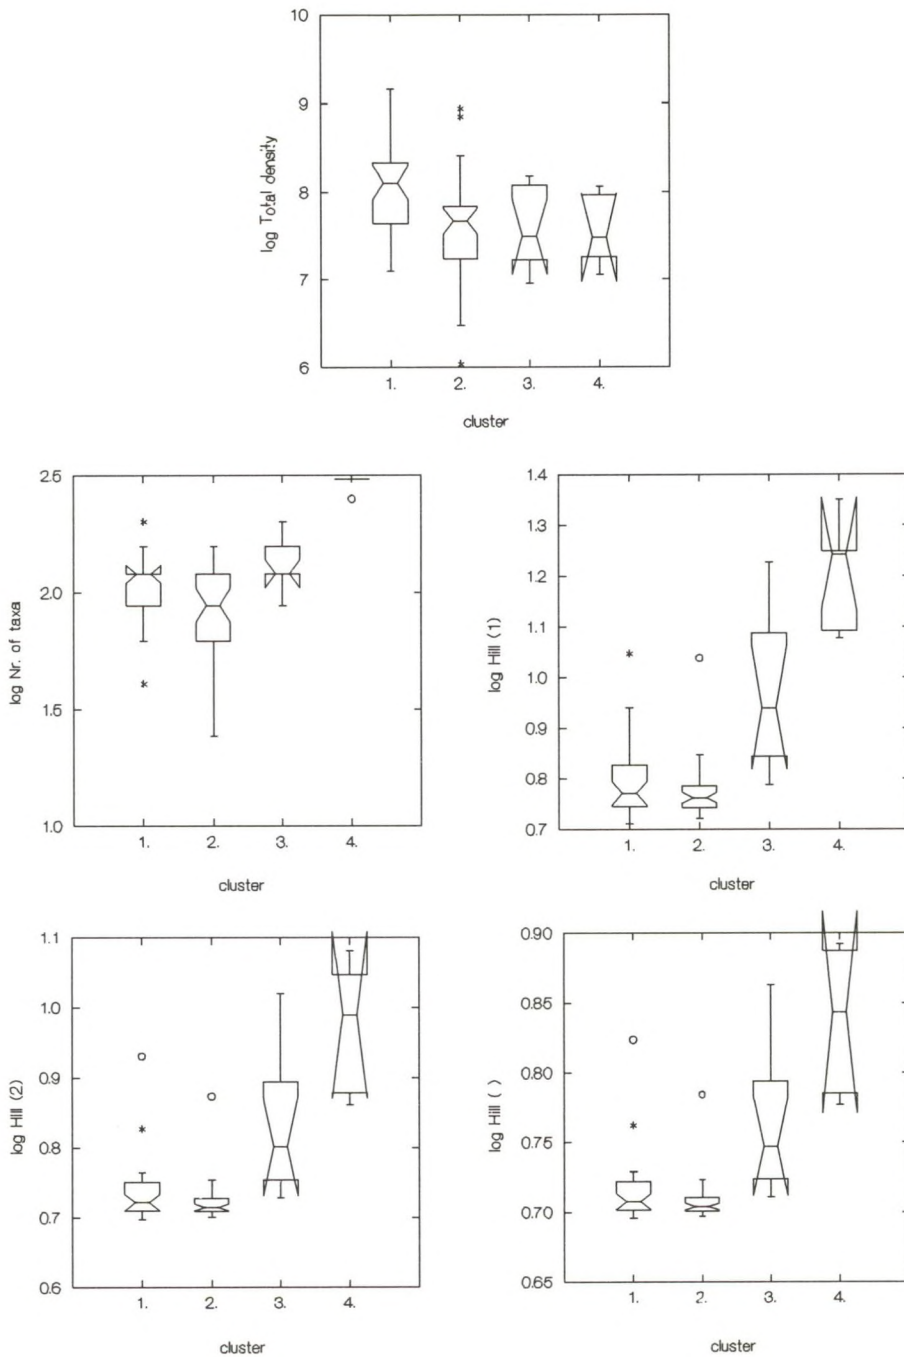 10
9
8
7
6
log Total density
1. 2. 3. 4.
cluster
2.5
2.0
1.5
1.0
log Nr. of taxa
1. 2. 3. 4.
cluster
1.4
1.3
1.2
1.1
1.0
0.9
0.8
0.7
log Hill (1)
1. 2. 3. 4.
cluster
1.1
1.0
0.9
0.8
0.7
0.6
log Hill (2)
1. 2. 3. 4.
cluster
0.90
0.85
0.80
0.75
0.70
0.65
log Hill ( )
1. 2. 3. 4.
cluster